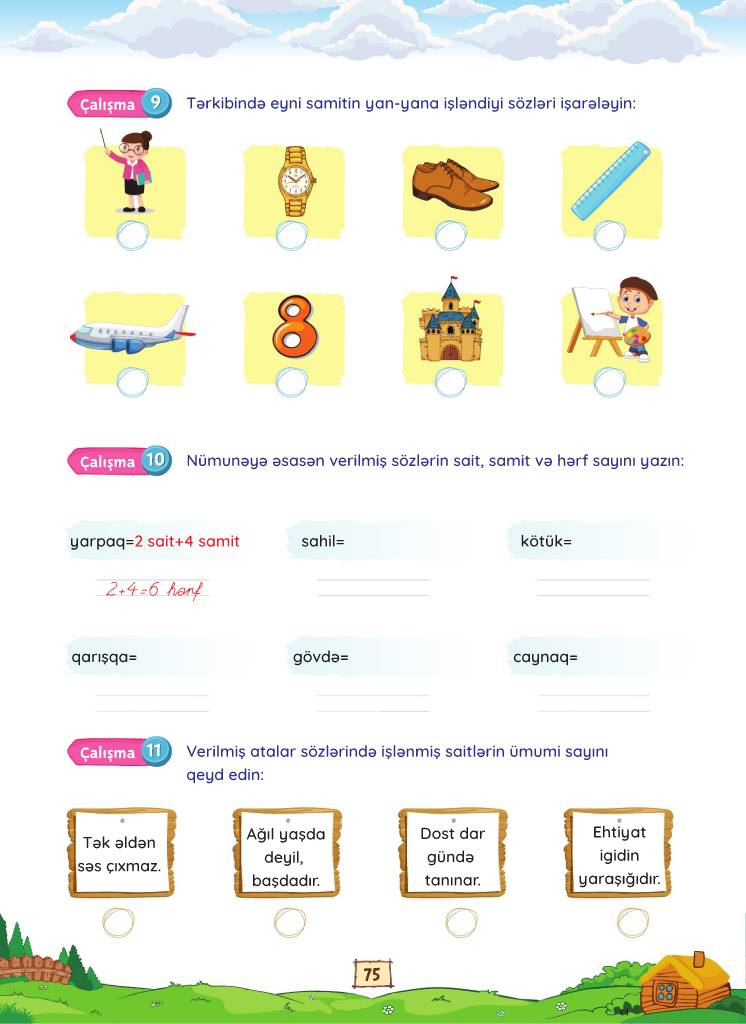 Çalışma 9 Tərkibində eyni samitin yan-yana işləndiyi sözləri işarələyin:
8
Çalışma 10 Nümunəyə əsasən verilmiş sözlərin sait, samit və hərf sayını yazın:
yarpaq=2 sait+4 samit sahil= kötük=
2+4=6 hərf
qarışqa= gövdə= caynaq=
Çalışma 11 Verilmiş atalar sözlərində işlənmiş saitlərin ümumi sayını
qeyd edin:
Tək əldən
səs çıxmaz.
Ağıl yaşda
deyil,
başdadır.
Dost dar
gündə
tanınar.
Ehtiyat
igidin
yaraşığıdır.
75